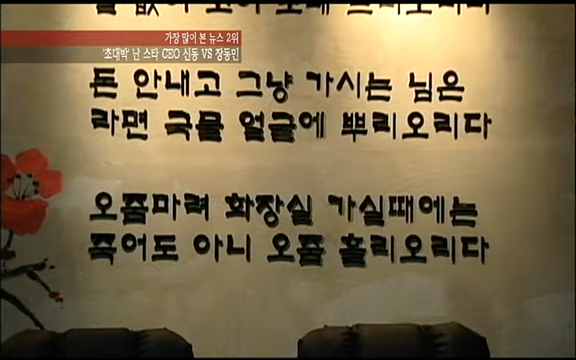 가장 많이 본 뉴스 2위
'초대박' 난 스타 CEO 신동 VS 장동민
돈 안내고 그냥 가시는 님은
라면 국물 얼굴에 뿌리오리다
오줌마려 화장실 가실때에는
죽어도 아니 오줌 흘리오리다